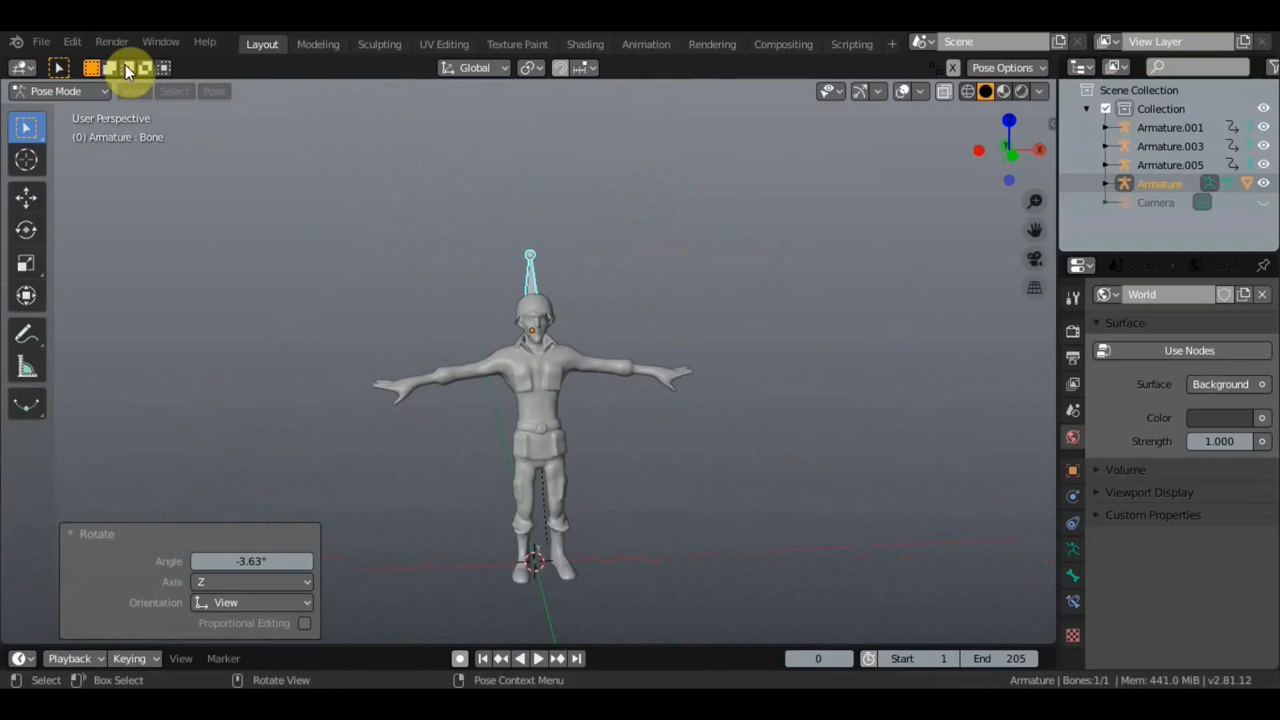 File Edit Render Window Help
Layout Modeling Sculpting UV Editing Texture Paint Shading Animation Rendering Compositing Scripting +
Scene
View Layer
Global
X Pose Options
Pose Mode
Select Pose
User Perspective
(0) Armature : Bone
X
Scene Collection
Collection
Armature.001
Armature.003
Armature.005
Armature
Camera
World
Surface
Use Nodes
Surface Background
Color
Strength 1.000
Volume
Viewport Display
Custom Properties
Rotate
Angle -3.63°
Axis Z
Orientation View
Proportional Editing
Playback Keying View Marker
0
Start 1 End 205
Select Box Select Rotate View Pose Context Menu
Armature | Bones:1/1 | Mem: 441.0 MiB | v2.81.12